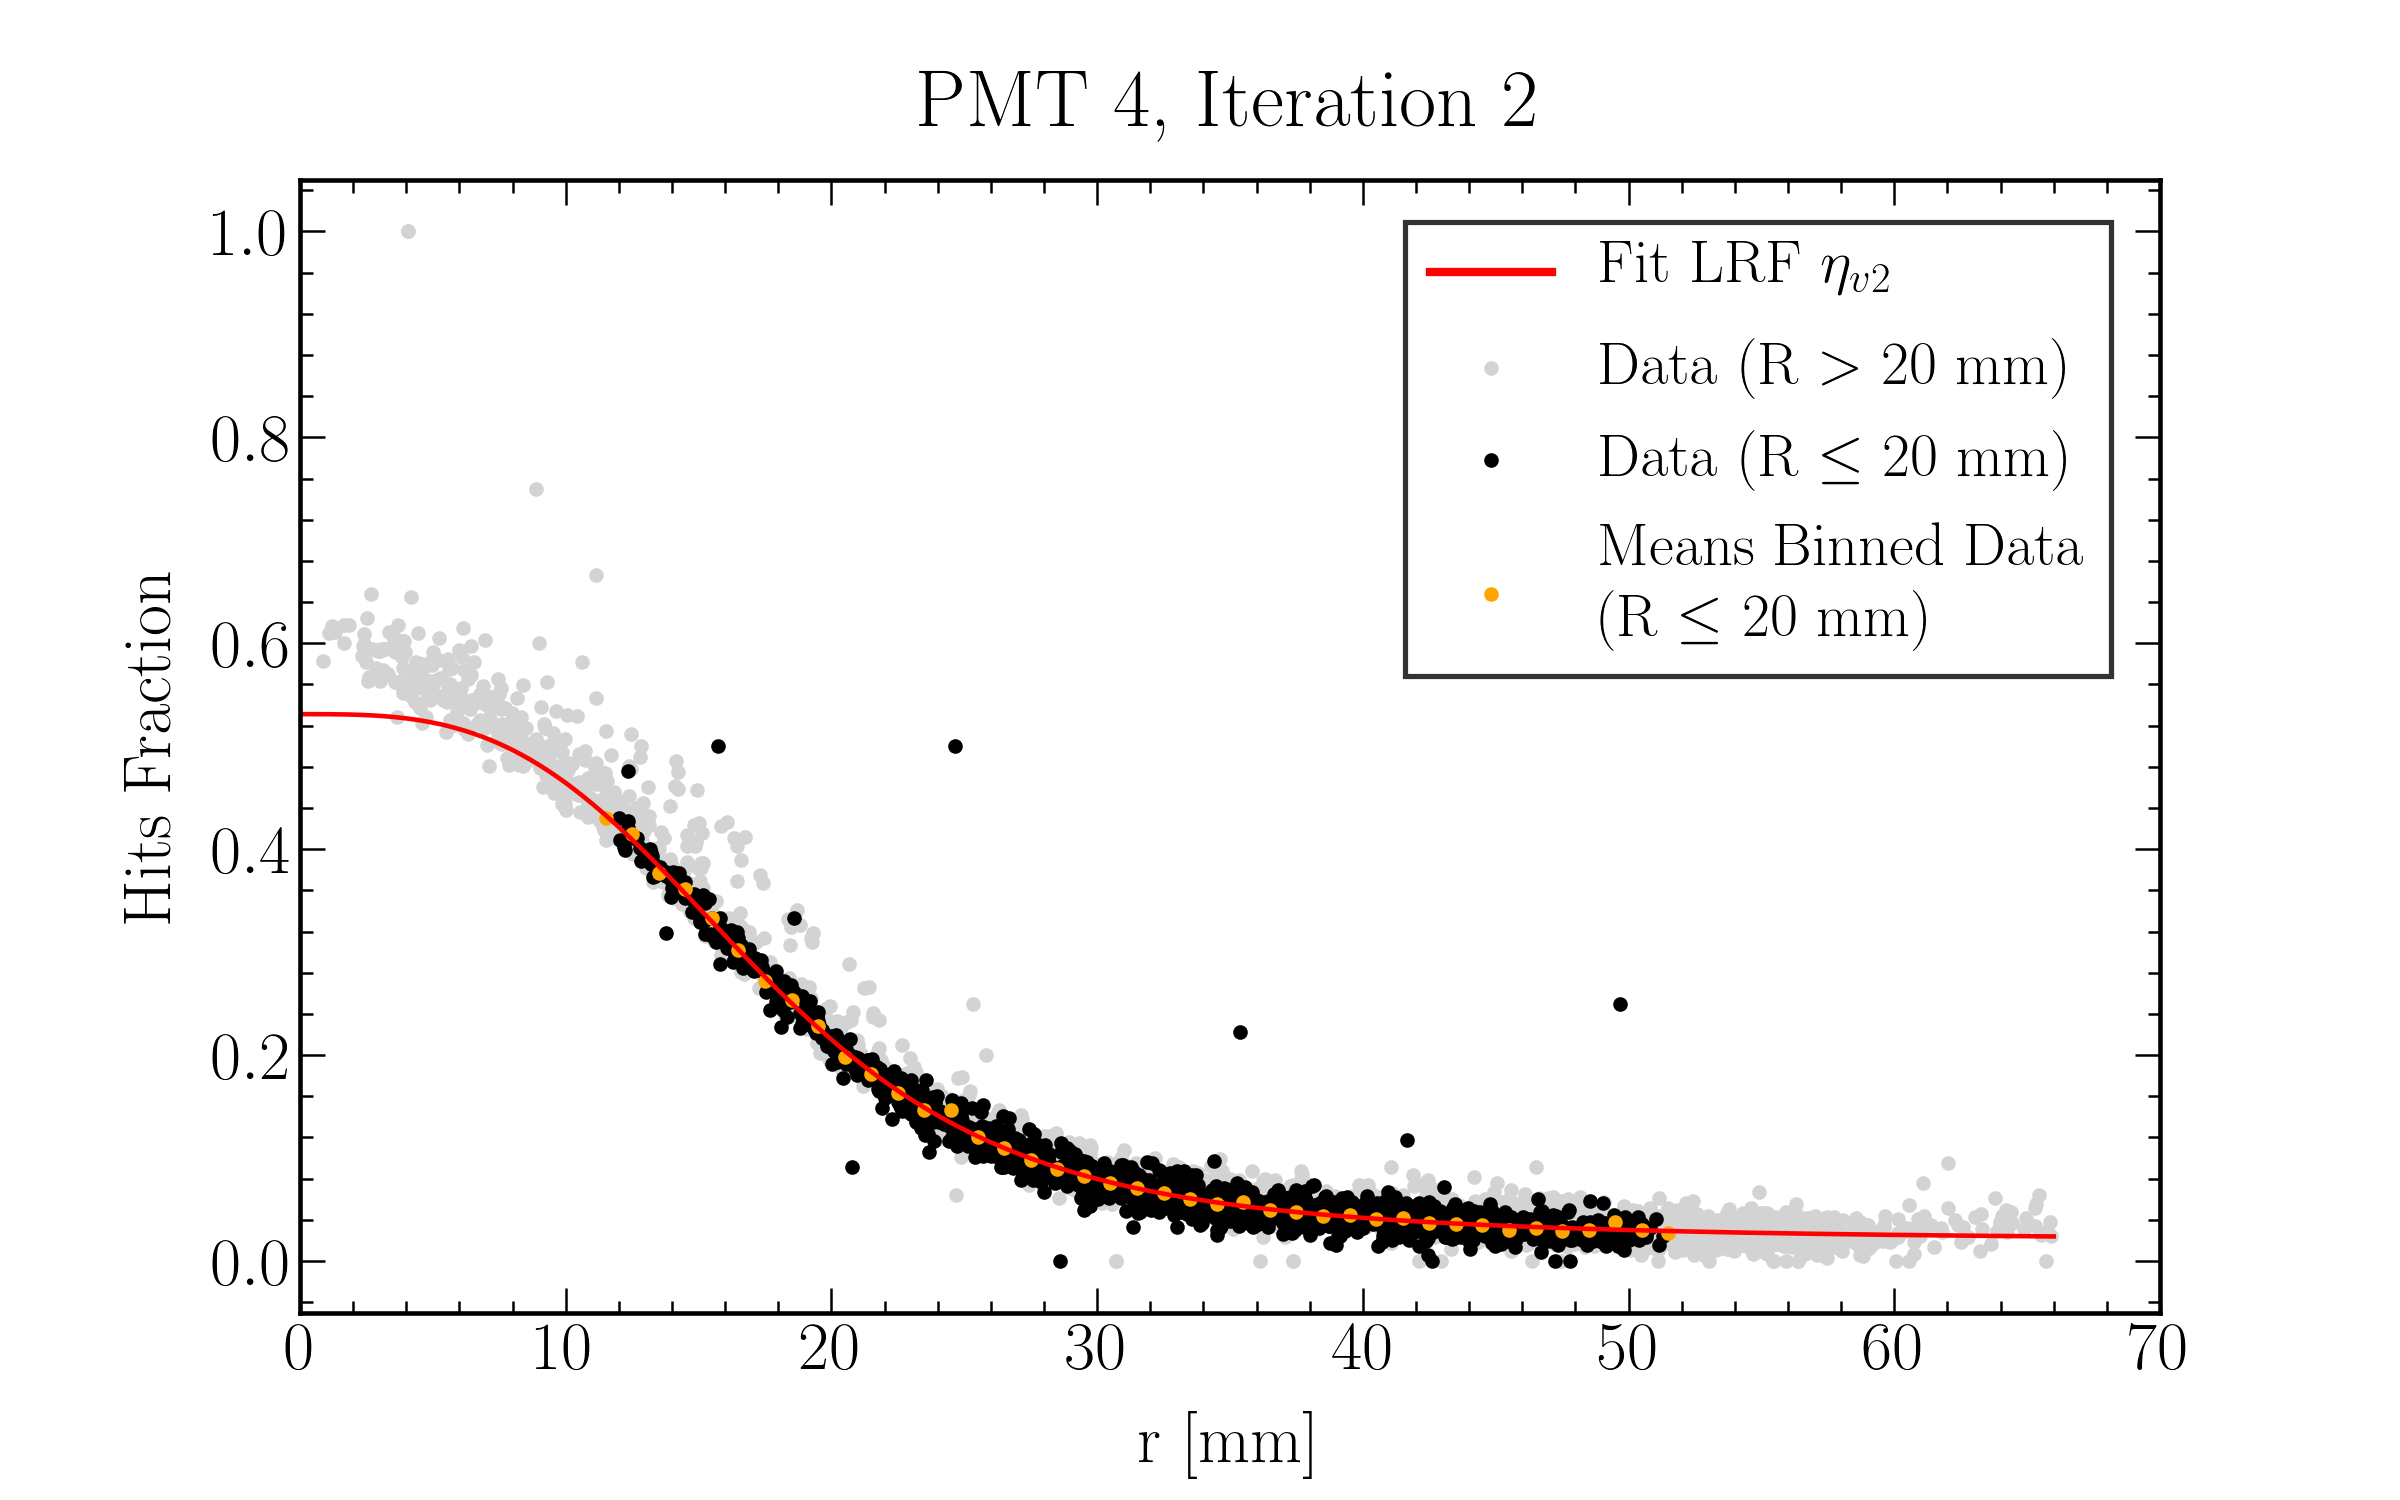 PMT 4, Iteration 2
1.0
0.8
0.6
0.4
0.2
0.0
Hits Fraction
Fit LRF η_{v2}
Data (R > 20 mm)
Data (R ≤ 20 mm)
Means Binned Data
(R ≤ 20 mm)
0 10 20 30 40 50 60 70
r [mm]